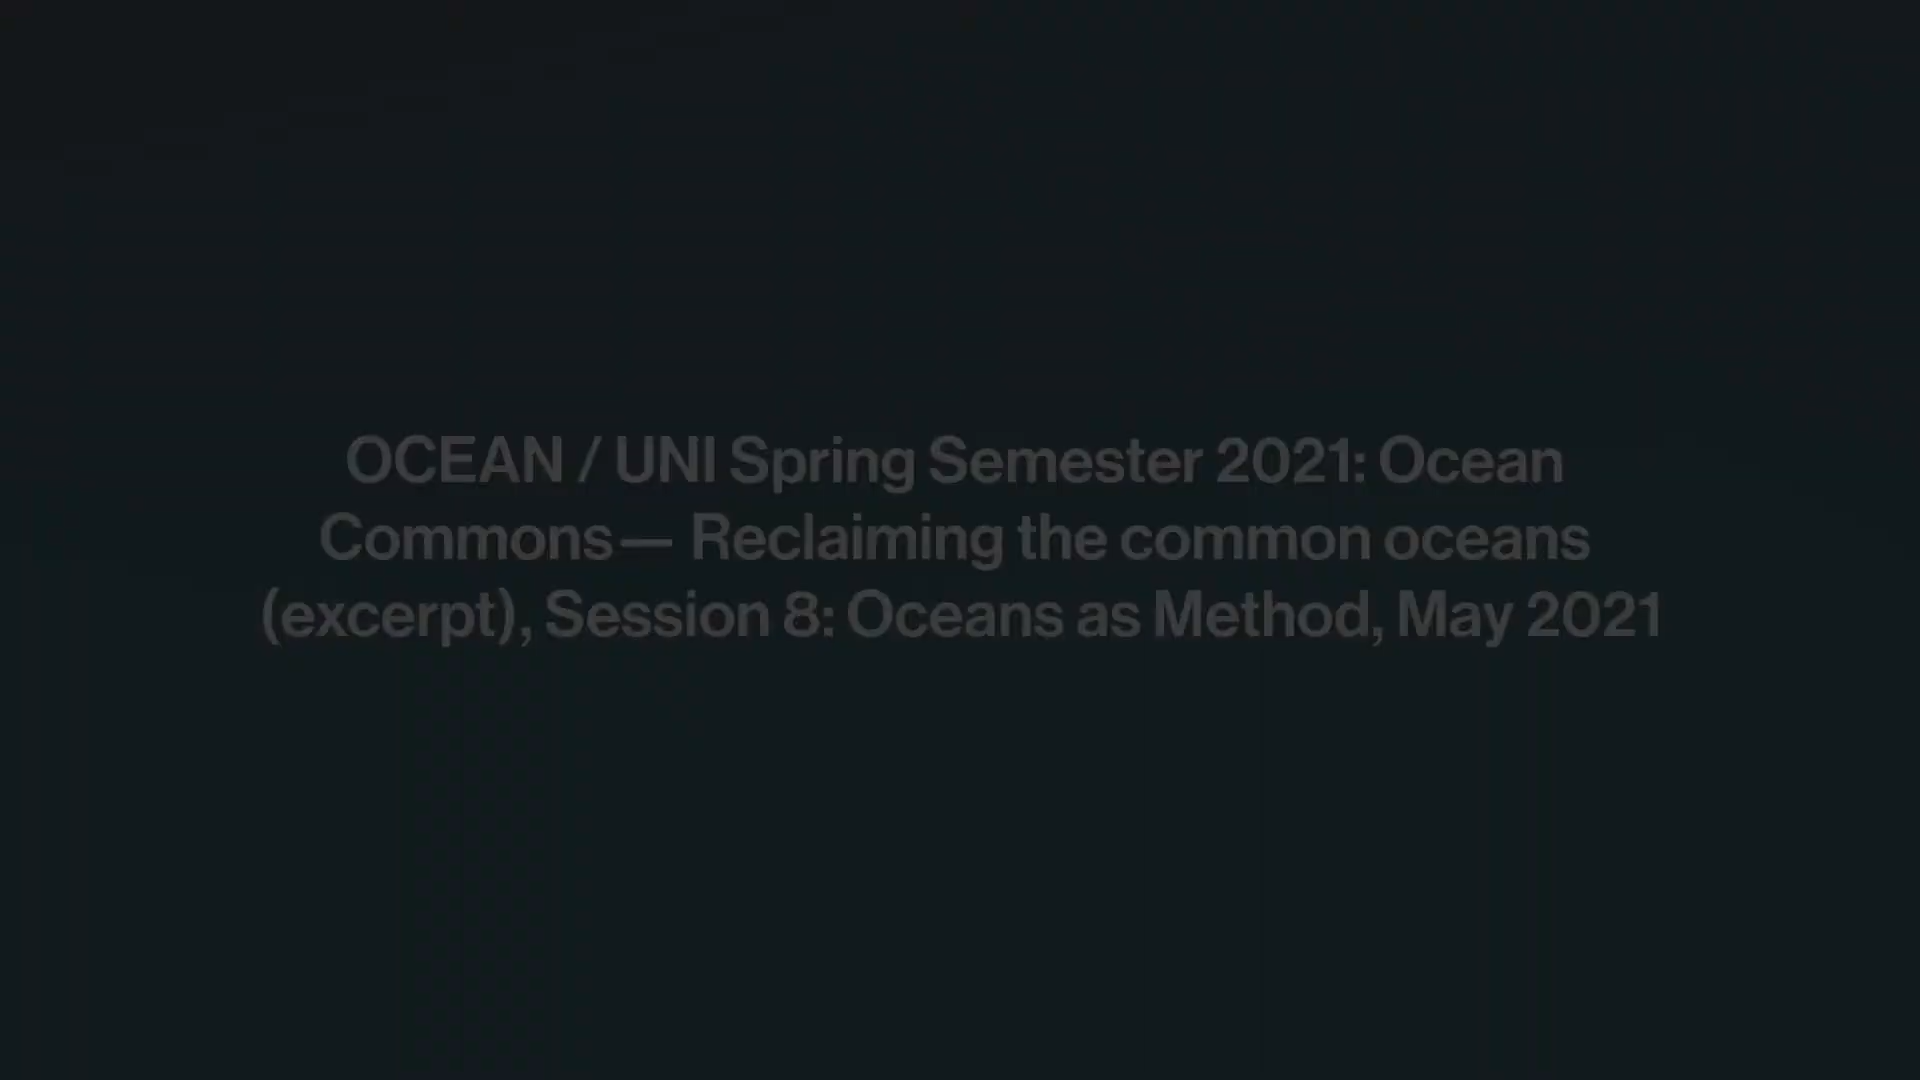 OCEAN / UNI Spring Semester 2021: Ocean
Commons— Reclaiming the common oceans
(excerpt), Session 8: Oceans as Method, May 2021